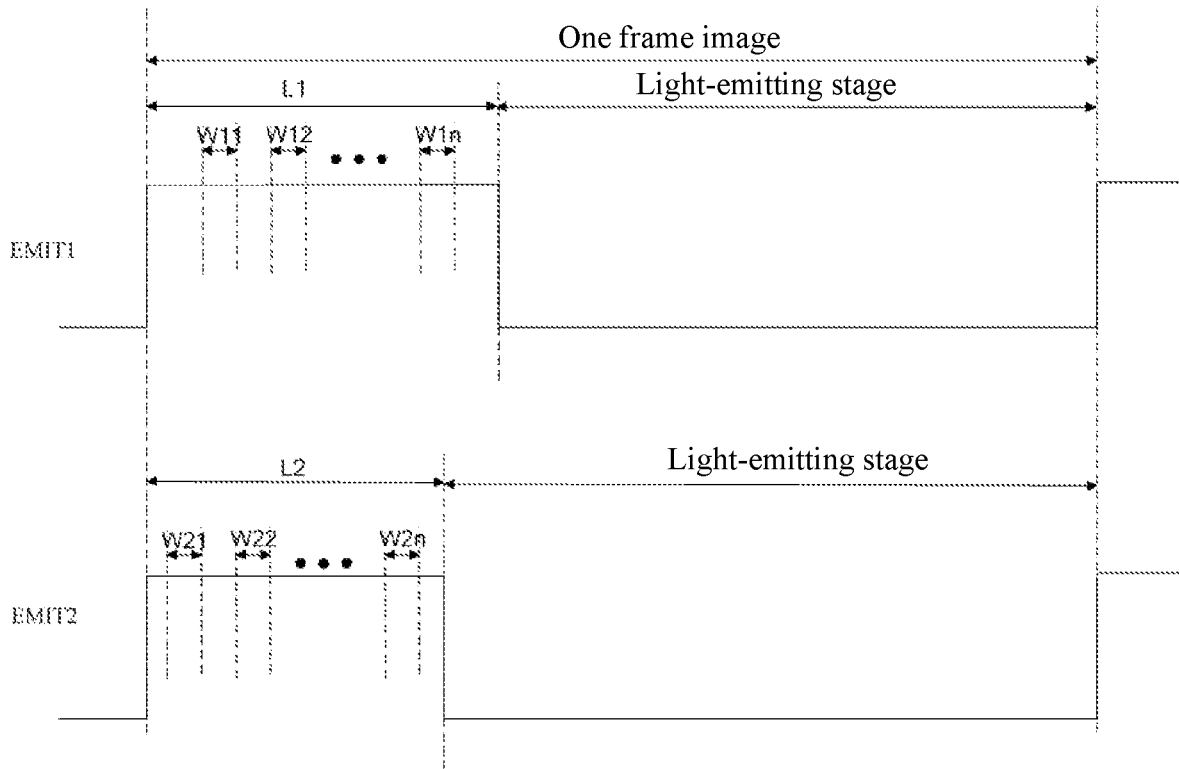 One frame image
L1
Light-emitting stage
W11 W12 ••• W1n
EMIT1
L2
Light-emitting stage
W21 W22 ••• W2n
EMIT2